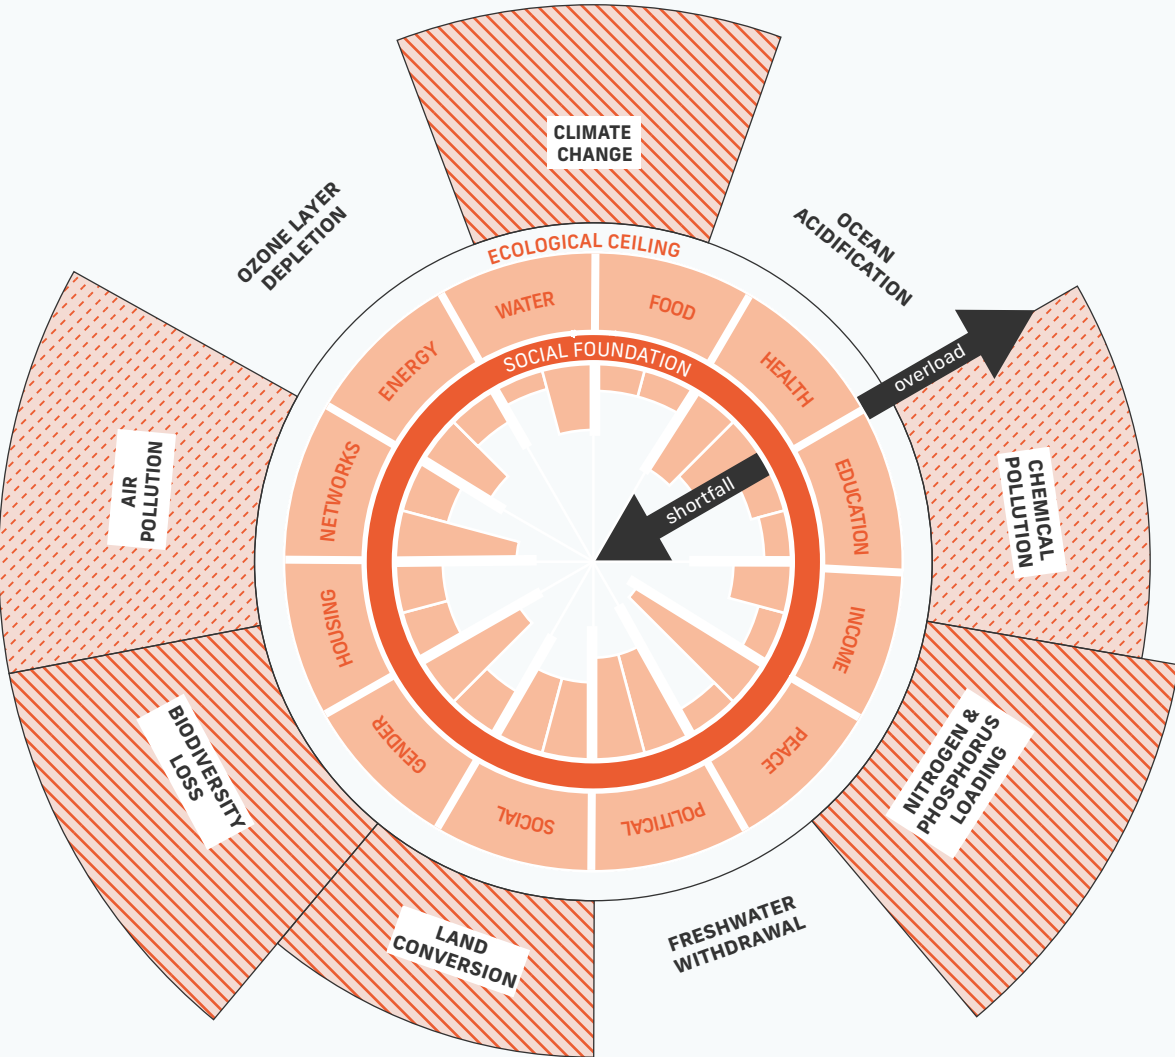 CLIMATE
CHANGE
OZONE LAYER
DEPLETION
OCEAN
ACIDIFICATION
ECOLOGICAL CEILING
WATER
FOOD
ENERGY
HEALTH
SOCIAL FOUNDATION
overload
shortfall
NETWORKS
EDUCATION
AIR
POLLUTION
CHEMICAL
POLLUTION
HOUSING
INCOME
GENDER
PEACE
SOCIAL
POLITICAL
BIODIVERSITY
LOSS
NITROGEN &
PHOSPHORUS
LOADING
LAND
CONVERSION
FRESHWATER
WITHDRAWAL